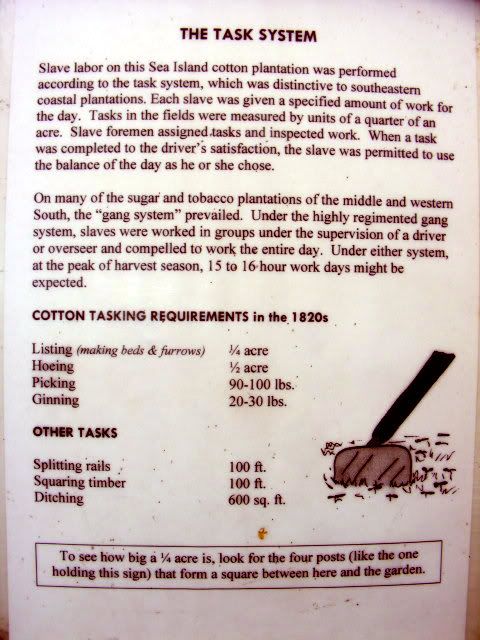 THE TASK SYSTEM
Slave labor on this Sea Island cotton plantation was performed
according to the task system, which was distinctive to southeastern
coastal plantations. Each slave was given a specified amount of work for
the day. Tasks in the fields were measured by units of a quarter of an
acre. Slave foremen assigned tasks and inspected work. When a task
was completed to the driver's satisfaction, the slave was permitted to use
the balance of the day as he or she chose.
On many of the sugar and tobacco plantations of the middle and western
South, the "gang system" prevailed. Under the highly regimented gang
system, slaves were worked in groups under the supervision of a driver
or overseer and compelled to work the entire day. Under either system,
at the peak of harvest season, 15 to 16 hour work days might be
expected.
COTTON TASKING REQUIREMENTS in the 1820s
Listing (making beds & furrows) ¼ acre
Hoeing ½ acre
Picking 90-100 lbs.
Ginning 20-30 lbs.
OTHER TASKS
Splitting rails 100 ft.
Squaring timber 100 ft.
Ditching 600 sq. ft.
To see how big a ¼ acre is, look for the four posts (like the one
holding this sign) that form a square between here and the garden.